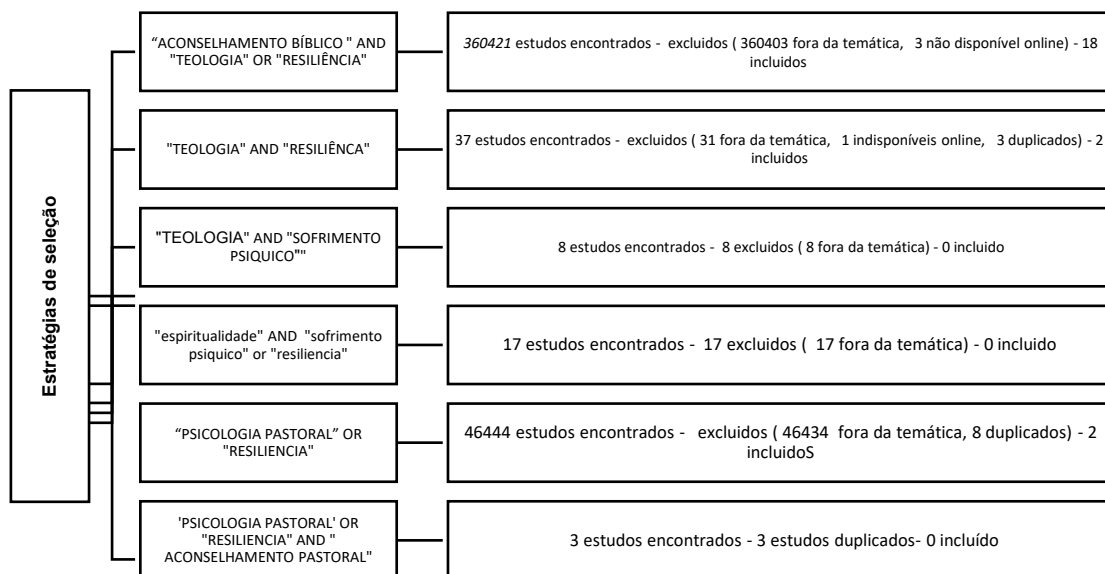 “ACONSELHAMENTO BÍBLICO " AND
"TEOLOGIA" OR "RESILIÊNCIA"
360421 estudos encontrados - excluidos ( 360403 fora da temática, 3 não disponível online) - 18
incluidos
Estratégias de seleção
"TEOLOGIA" AND "RESILIÊNCA"
37 estudos encontrados - excluidos ( 31 fora da temática, 1 indisponíveis online, 3 duplicados) - 2
incluidos
"TEOLOGIA" AND "SOFRIMENTO
PSIQUICO""
8 estudos encontrados - 8 excluidos ( 8 fora da temática) - 0 incluido
"espiritualidade" AND "sofrimento
psiquico" or "resiliencia"
17 estudos encontrados - 17 excluidos ( 17 fora da temática) - 0 incluido
“PSICOLOGIA PASTORAL” OR
"RESILIENCIA"
46444 estudos encontrados - excluidos ( 46434 fora da temática, 8 duplicados) - 2
incluidoS
'PSICOLOGIA PASTORAL' OR
"RESILIENCIA" AND "
ACONSELHAMENTO PASTORAL"
3 estudos encontrados - 3 estudos duplicados- 0 incluído